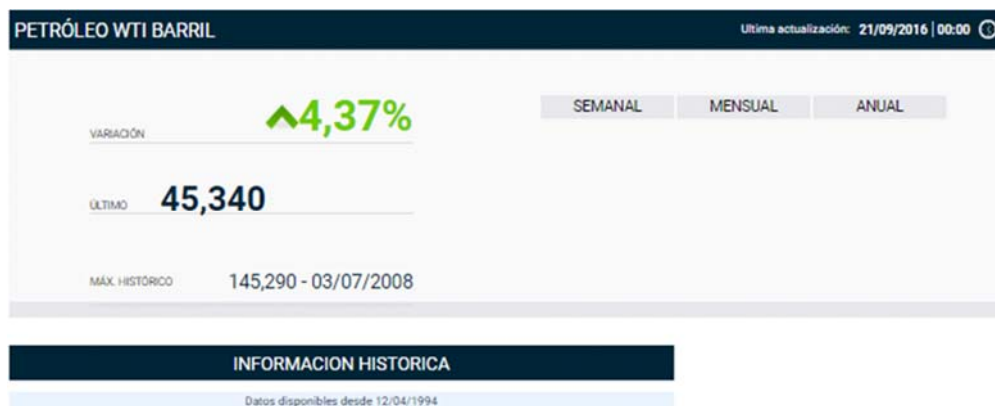 PETRÓLEO WTI BARRIL Ultima actualización: 21/09/2016 | 00:00
VARIACIÓN 4,37% SEMANAL MENSUAL ANUAL
ÚLTIMO 45,340
MÁX. HISTÓRICO 145,290 - 03/07/2008
INFORMACION HISTORICA
Datos disponibles desde 12/04/1994